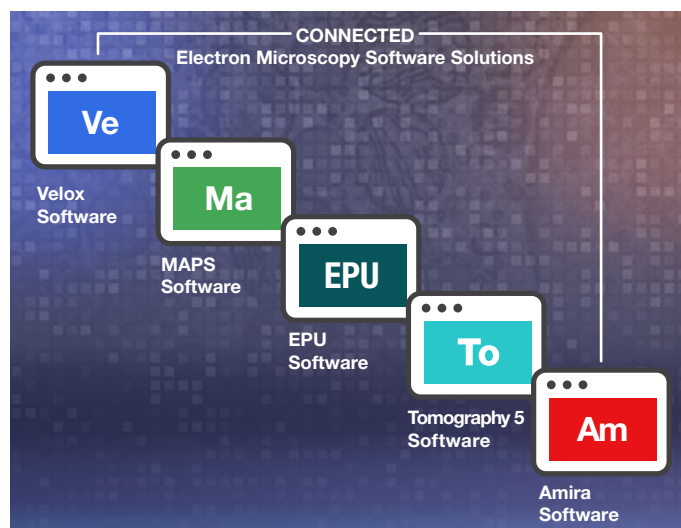 CONNECTED
Electron Microscopy Software Solutions
Ve
Velox
Software
Ma
MAPS
Software
EPU
EPU
Software
To
Tomography 5
Software
Am
Amira
Software